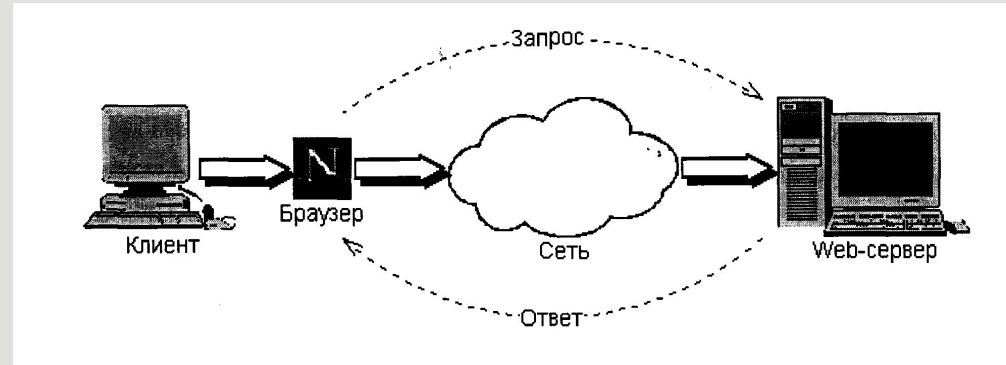 Запрос
N
Браузер
Клиент
Сеть
Web-сервер
Ответ